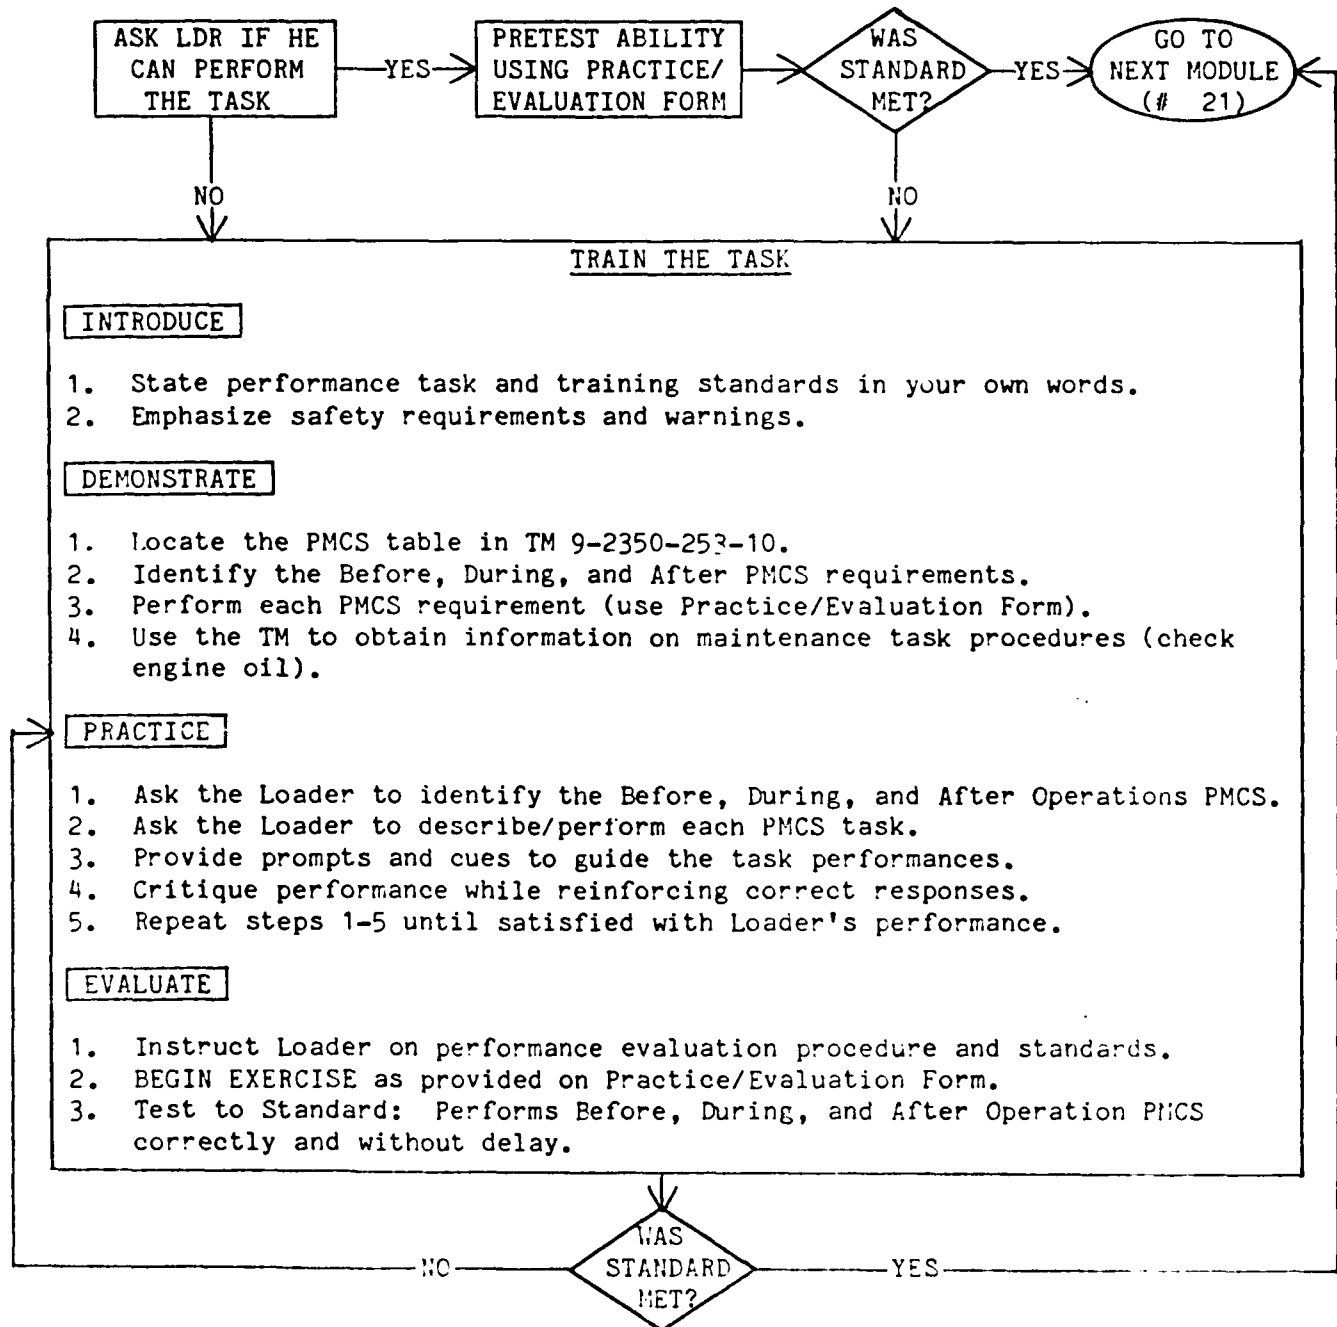 ASK LDR IF HE
CAN PERFORM
THE TASK
YES
PRETEST ABILITY
USING PRACTICE/
EVALUATION FORM
WAS
STANDARD
MET?
YES
GO TO
NEXT MODULE
(# 21)
NO
NO
TRAIN THE TASK
INTRODUCE
1. State performance task and training standards in your own words.
2. Emphasize safety requirements and warnings.
DEMONSTRATE
1. Locate the PMCS table in TM 9-2350-253-10.
2. Identify the Before, During, and After PMCS requirements.
3. Perform each PMCS requirement (use Practice/Evaluation Form).
4. Use the TM to obtain information on maintenance task procedures (check
engine oil).
PRACTICE
1. Ask the Loader to identify the Before, During, and After Operations PMCS.
2. Ask the Loader to describe/perform each PMCS task.
3. Provide prompts and cues to guide the task performances.
4. Critique performance while reinforcing correct responses.
5. Repeat steps 1-5 until satisfied with Loader's performance.
EVALUATE
1. Instruct Loader on performance evaluation procedure and standards.
2. BEGIN EXERCISE as provided on Practice/Evaluation Form.
3. Test to Standard: Performs Before, During, and After Operation PMCS
correctly and without delay.
WAS
STANDARD
MET?
NO
YES